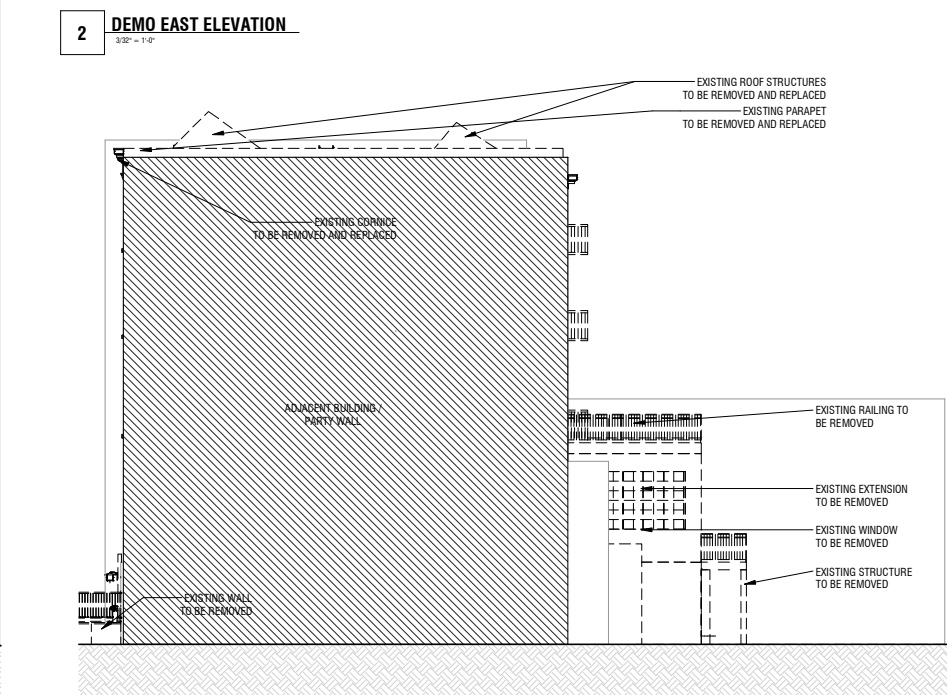 2
DEMO EAST ELEVATION
3/32" = 1'-0"
EXISTING ROOF STRUCTURES
TO BE REMOVED AND REPLACED
EXISTING PARAPET
TO BE REMOVED AND REPLACED
EXISTING CORNICE
TO BE REMOVED AND REPLACED
ADJACENT BUILDING /
PARTY WALL
EXISTING RAILING TO
BE REMOVED
EXISTING EXTENSION
TO BE REMOVED
EXISTING WINDOW
TO BE REMOVED
EXISTING STRUCTURE
TO BE REMOVED
EXISTING WALL
TO BE REMOVED